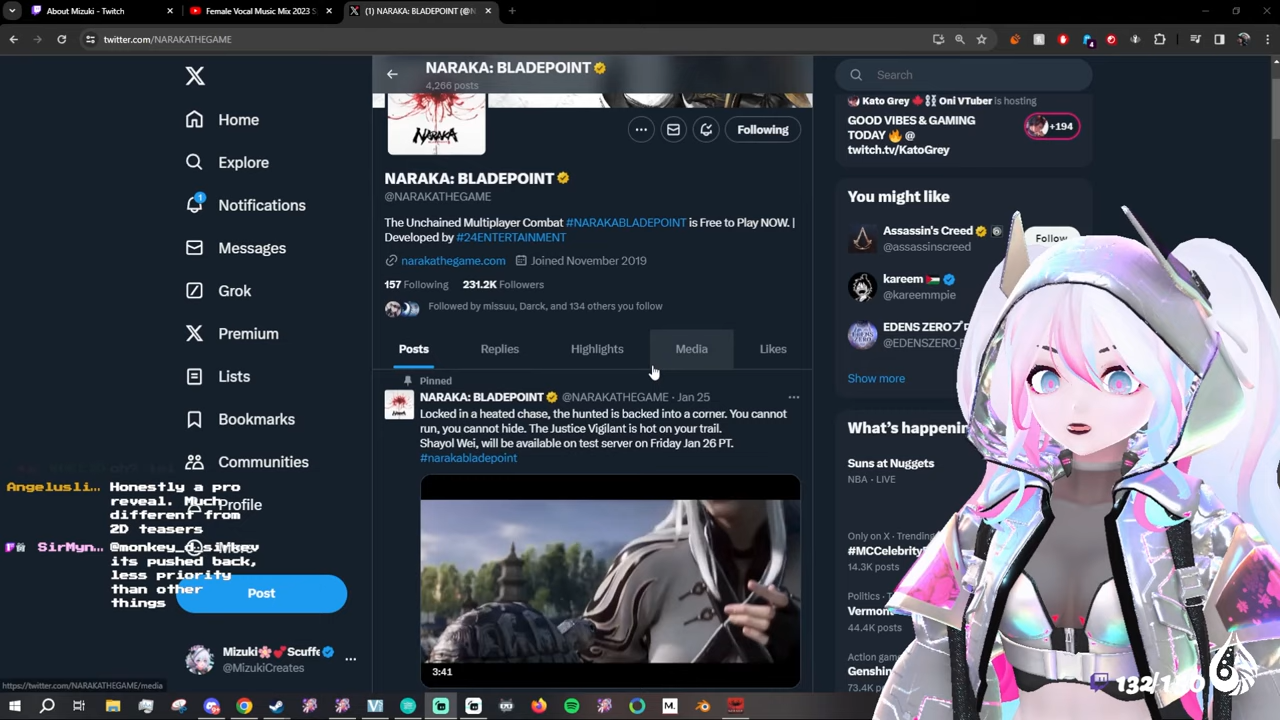 About Mizuki - Twitch
Female Vocal Music Mix 2023
(1) NARAKA: BLADEPOINT (@N
twitter.com/NARAKATHEGAME
NARAKA: BLADEPOINT
4,266 posts
Search
Home
Explore
Notifications
1
Messages
Grok
Premium
Lists
Bookmarks
Communities
Profile
Post
Mizuki Scuffe
@MizukiCreates
NARAKA
Following
NARAKA: BLADEPOINT
@NARAKATHEGAME
The Unchained Multiplayer Combat #NARAKABLADEPOINT is Free to Play NOW. |
Developed by #24ENTERTAINMENT
narakathegame.com Joined November 2019
157 Following 231.2K Followers
Followed by missuu, Darck, and 134 others you follow
Posts Replies Highlights Media Likes
Pinned
NARAKA: BLADEPOINT @NARAKATHEGAME · Jan 25
Locked in a heated chase, the hunted is backed into a corner. You cannot
run, you cannot hide. The Justice Vigilant is hot on your trail.
Shayol Wei, will be available on test server on Friday Jan 26 PT.
#narakabladepoint
3:41
Kato Grey Oni VTuber is hosting
GOOD VIBES & GAMING
TODAY @
twitch.tv/KatoGrey
+194
You might like
Assassin's Creed
@assassinscreed
Follow
kareem
@kareemmpie
EDENS ZERO
@EDENSZERO_
Show more
What's happenin
Suns at Nuggets
NBA · LIVE
Only on X · Trending
#MCCelebrity
14.3K posts
Politics ·
Vermont
44.4K posts
Action game
73.4K
Angelusli... Honestly a pro
reveal. Much
different from
2D teasers
SirMyn...
its pushed back,
less priority
than other
things
https://twitter.com/NARAKATHEGAME/media